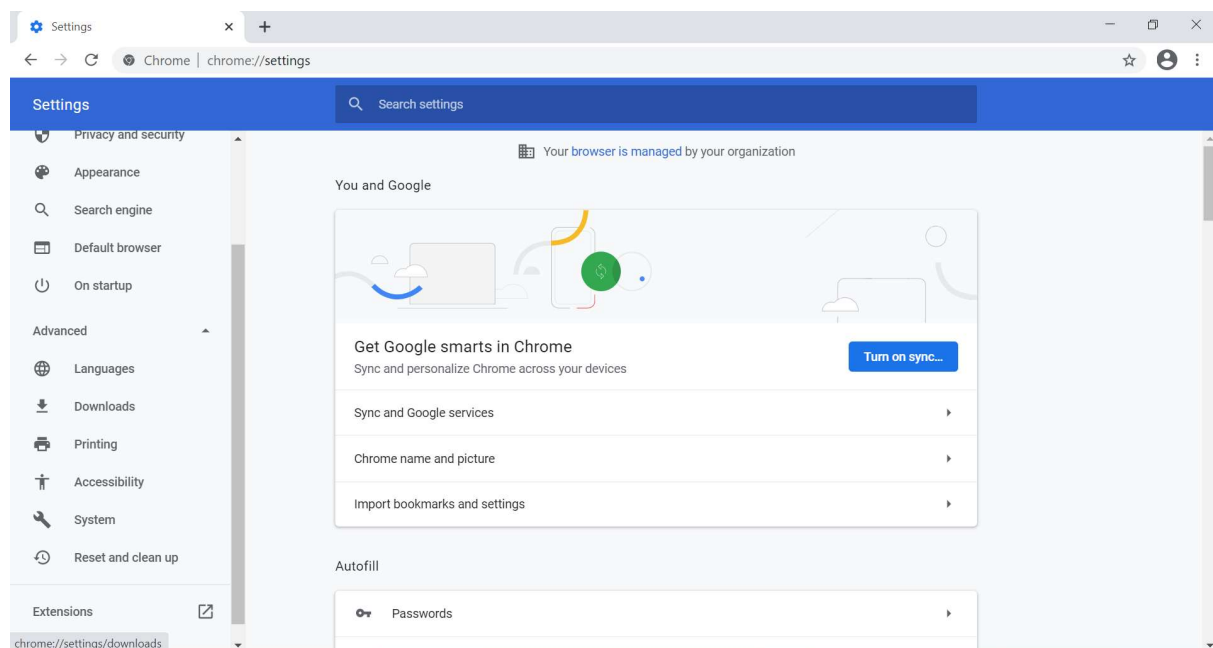 Settings
Chrome | chrome://settings
Settings
Search settings
Privacy and security
Appearance
Search engine
Default browser
On startup
Advanced
Languages
Downloads
Printing
Accessibility
System
Reset and clean up
Extensions
chrome://settings/downloads
Your browser is managed by your organization
You and Google
Get Google smarts in Chrome
Sync and personalize Chrome across your devices
Turn on sync...
Sync and Google services
Chrome name and picture
Import bookmarks and settings
Autofill
Passwords